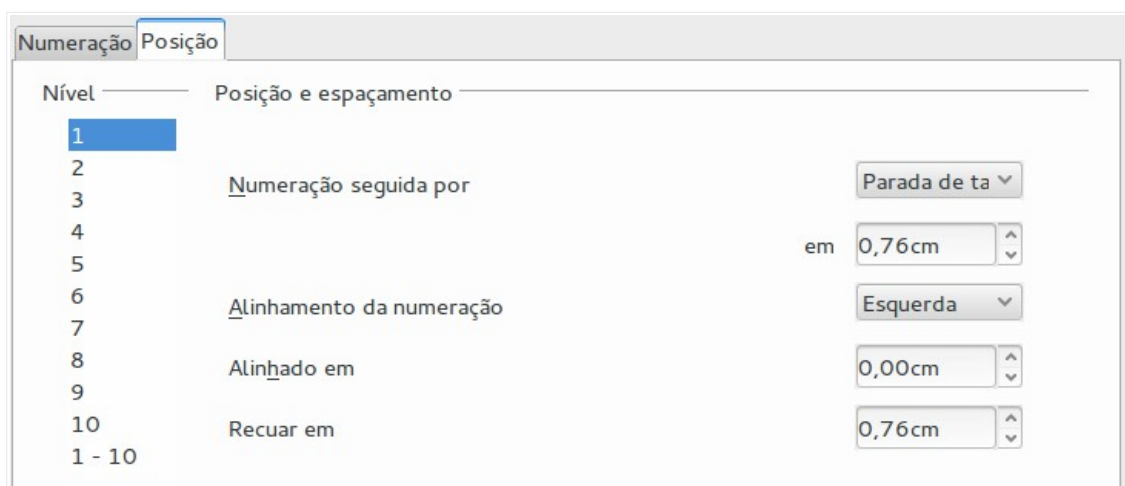 Numeração Posição
Nível Posição e espaçamento
1
2
Numeração seguida por Parada de ta
3
4
em 0,76cm
5
6
Alinhamento da numeração Esquerda
7
8
Alinhado em 0,00cm
9
10
Recuar em 0,76cm
1 - 10